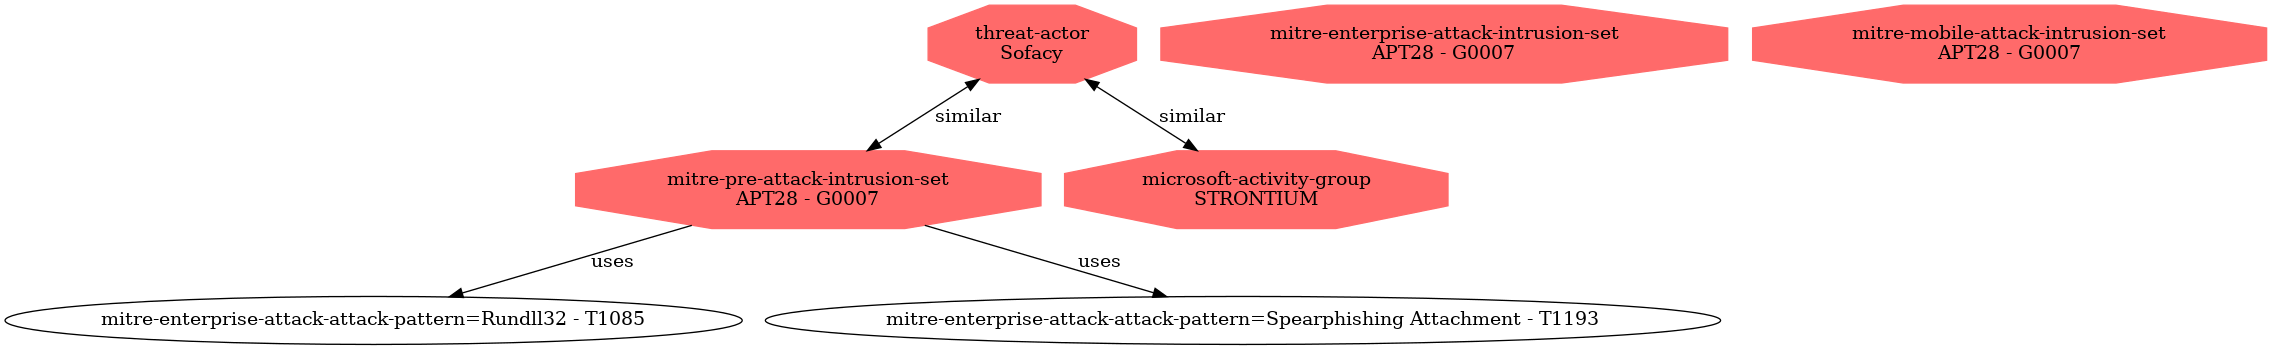 threat-actor
Sofacy
mitre-enterprise-attack-intrusion-set
APT28 - G0007
mitre-mobile-attack-intrusion-set
APT28 - G0007
similar
similar
mitre-pre-attack-intrusion-set
APT28 - G0007
microsoft-activity-group
STRONTIUM
uses
uses
mitre-enterprise-attack-attack-pattern=Rundll32 - T1085
mitre-enterprise-attack-attack-pattern=Spearphishing Attachment - T1193